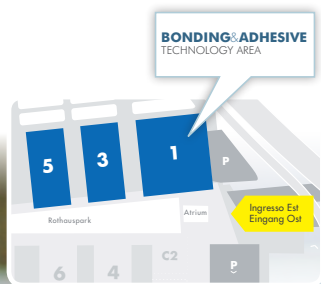 BONDING&ADHESIVE
TECHNOLOGY AREA
5
3
1
P
Rothauspark
Atrium
Ingresso Est
Eingang Ost
6
4
C2
P